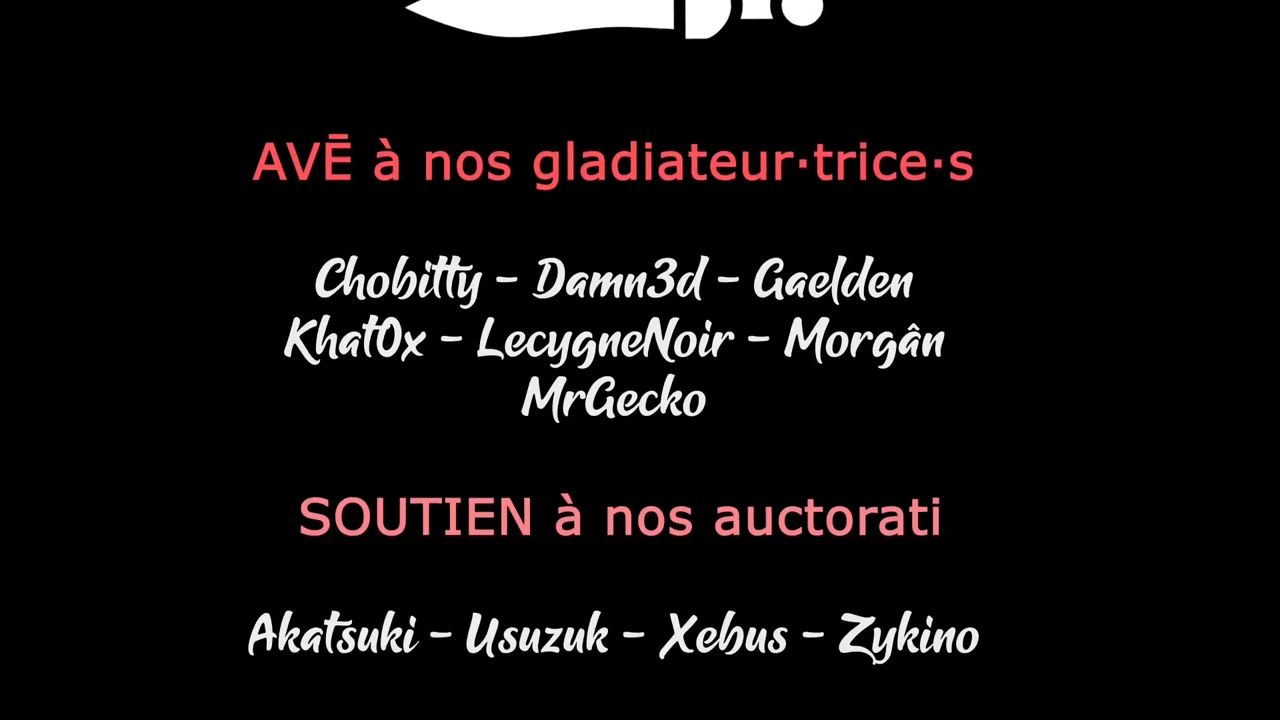 AVĒ à nos gladiateur·trice·s
Chobitty - Damn3d - Gaelden
Khat0x - LecygneNoir - Morgân
MrGecko
SOUTIEN à nos auctorati
Akatsuki - Usuzuk - Xebus - Zykino